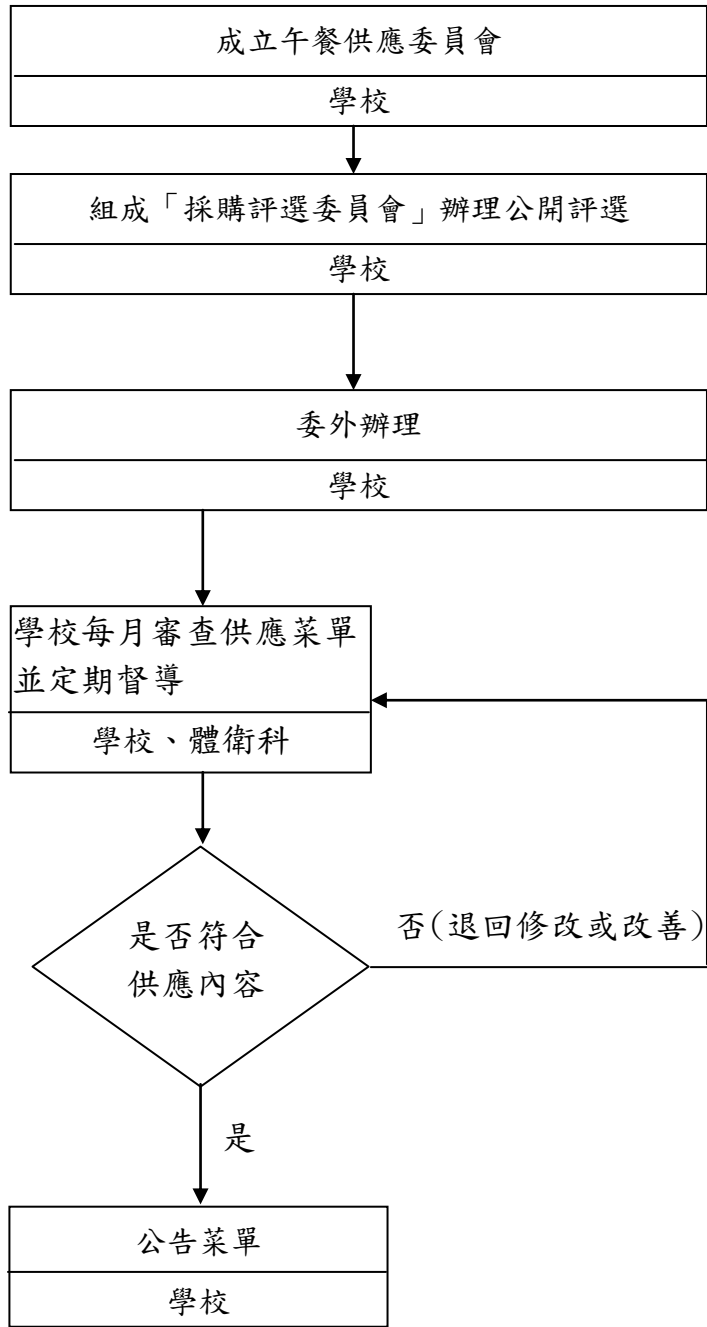 成立午餐供應委員會
學校
組成「採購評選委員會」辦理公開評選
學校
委外辦理
學校
學校每月審查供應菜單
並定期督導
學校、體衛科
是否符合
供應內容
否(退回修改或改善)
是
公告菜單
學校